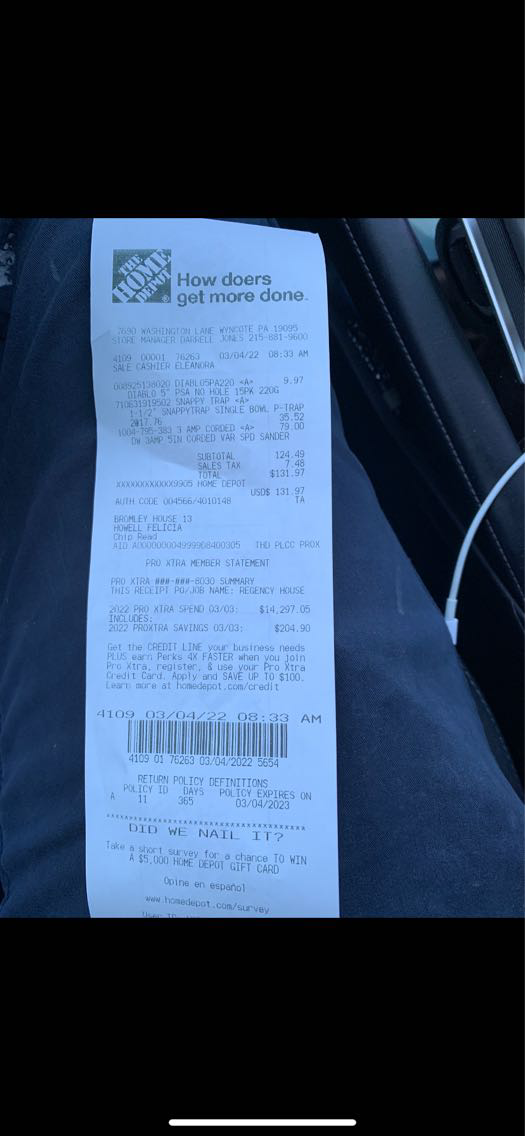 THE
HOME
DEPOT
®
How doers
get more done.
7690 WASHINGTON LANE WYNCOTE PA 19095
STORE MANAGER DARRELL JONES 215-881-9600
4109 00001 76263 03/04/22 08:33 AM
SALE CASHIER ELEANORA
008925138020 DIABLO5PA220 <A> 9.97
DIABLO 5" PSA NO HOLE 15PK 220G
710631919502 SNAPPY TRAP <A>
1-1/2" SNAPPYTRAP SINGLE BOWL P-TRAP
2@17.76 35.52
1004-795-383 3 AMP CORDED <A> 79.00
DW 3AMP 5IN CORDED VAR SPD SANDER
SUBTOTAL 124.49
SALES TAX 7.48
TOTAL $131.97
XXXXXXXXXXXX9905 HOME DEPOT
USD$ 131.97
AUTH CODE 004566/4010148 TA
BROMLEY HOUSE 13
HOWELL FELICIA
Chip Read
AID A0000000049999D8400305 THD PLCC PROX
PRO XTRA MEMBER STATEMENT
PRO XTRA ###-###-8030 SUMMARY
THIS RECEIPT PO/JOB NAME: REGENCY HOUSE
2022 PRO XTRA SPEND 03/03: $14,297.05
INCLUDES:
2022 PROXTRA SAVINGS 03/03: $204.90
Get the CREDIT LINE your business needs
PLUS earn Perks 4X FASTER when you join
Pro Xtra, register, & use your Pro Xtra
Credit Card. Apply and SAVE UP TO $100.
Learn more at homedepot.com/credit
4109 03/04/22 08:33 AM
4109 01 76263 03/04/2022 5654
RETURN POLICY DEFINITIONS
POLICY ID DAYS POLICY EXPIRES ON
A 11 365 03/04/2023
DID WE NAIL IT?
Take a short survey for a chance TO WIN
A $5,000 HOME DEPOT GIFT CARD
Opine en español
www.homedepot.com/survey
User ID: